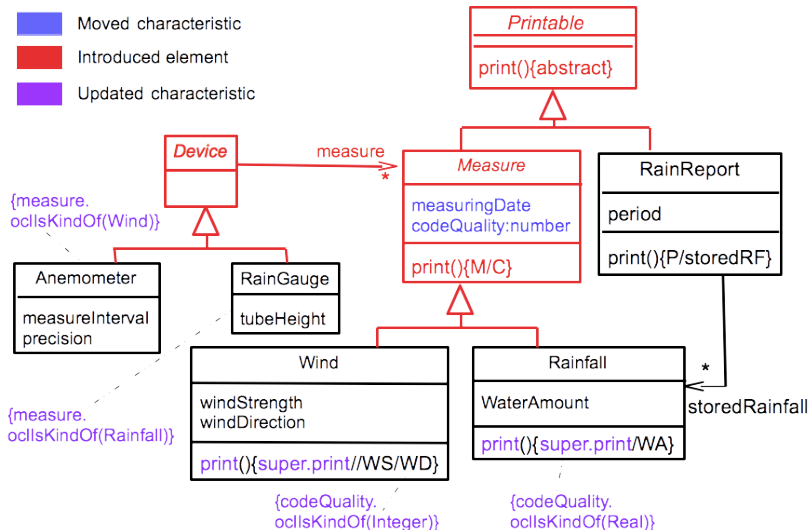 Moved characteristic
Introduced element
Updated characteristic
Printable
print(){abstract}
Device
measure
*
Measure
measuringDate
codeQuality:number
print(){M/C}
RainReport
period
print(){P/storedRF}
{measure.
oclIsKindOf(Wind)}
Anemometer
measureInterval
precision
RainGauge
tubeHeight
{measure.
oclIsKindOf(Rainfall)}
Wind
windStrength
windDirection
print(){super.print//WS/WD}
Rainfall
WaterAmount
print(){super.print/WA}
*
storedRainfall
{codeQuality.
oclIsKindOf(Integer)}
{codeQuality.
oclIsKindOf(Real)}